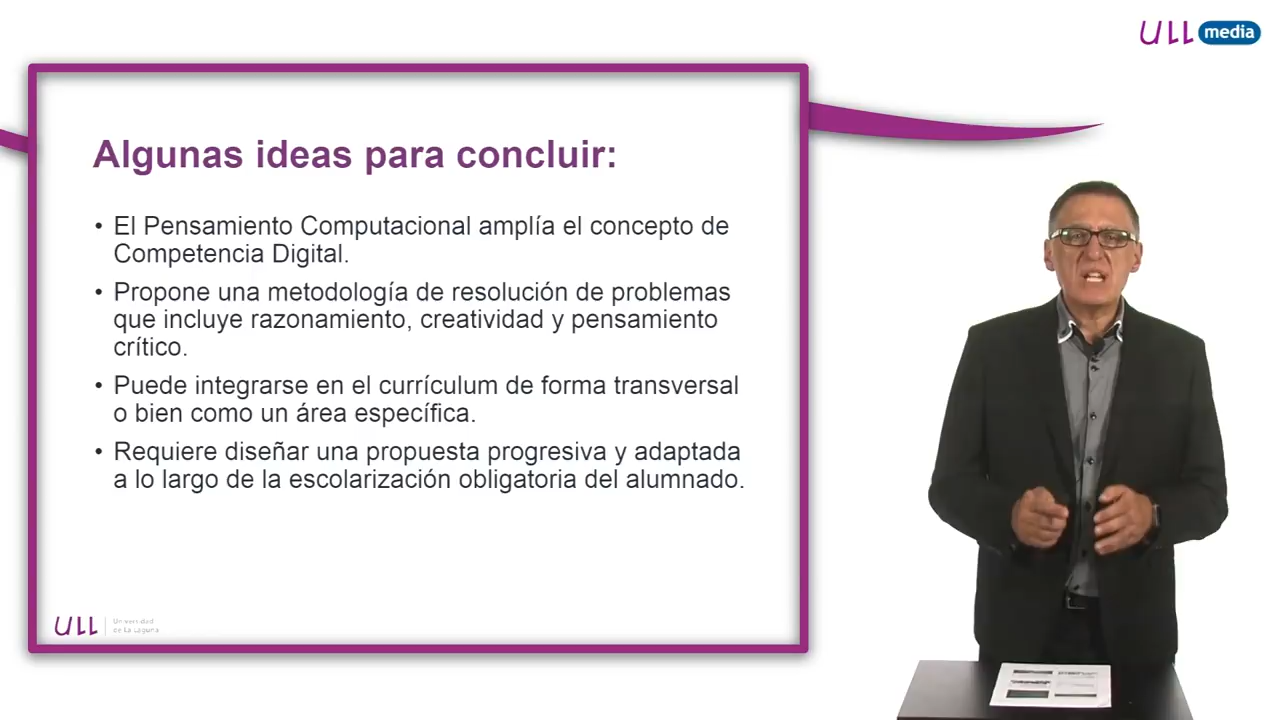 ULL media
Algunas ideas para concluir:
• El Pensamiento Computacional amplía el concepto de
Competencia Digital.
• Propone una metodología de resolución de problemas
que incluye razonamiento, creatividad y pensamiento
crítico.
• Puede integrarse en el currículum de forma transversal
o bien como un área específica.
• Requiere diseñar una propuesta progresiva y adaptada
a lo largo de la escolarización obligatoria del alumnado.
ULL
Universidad
de La Laguna